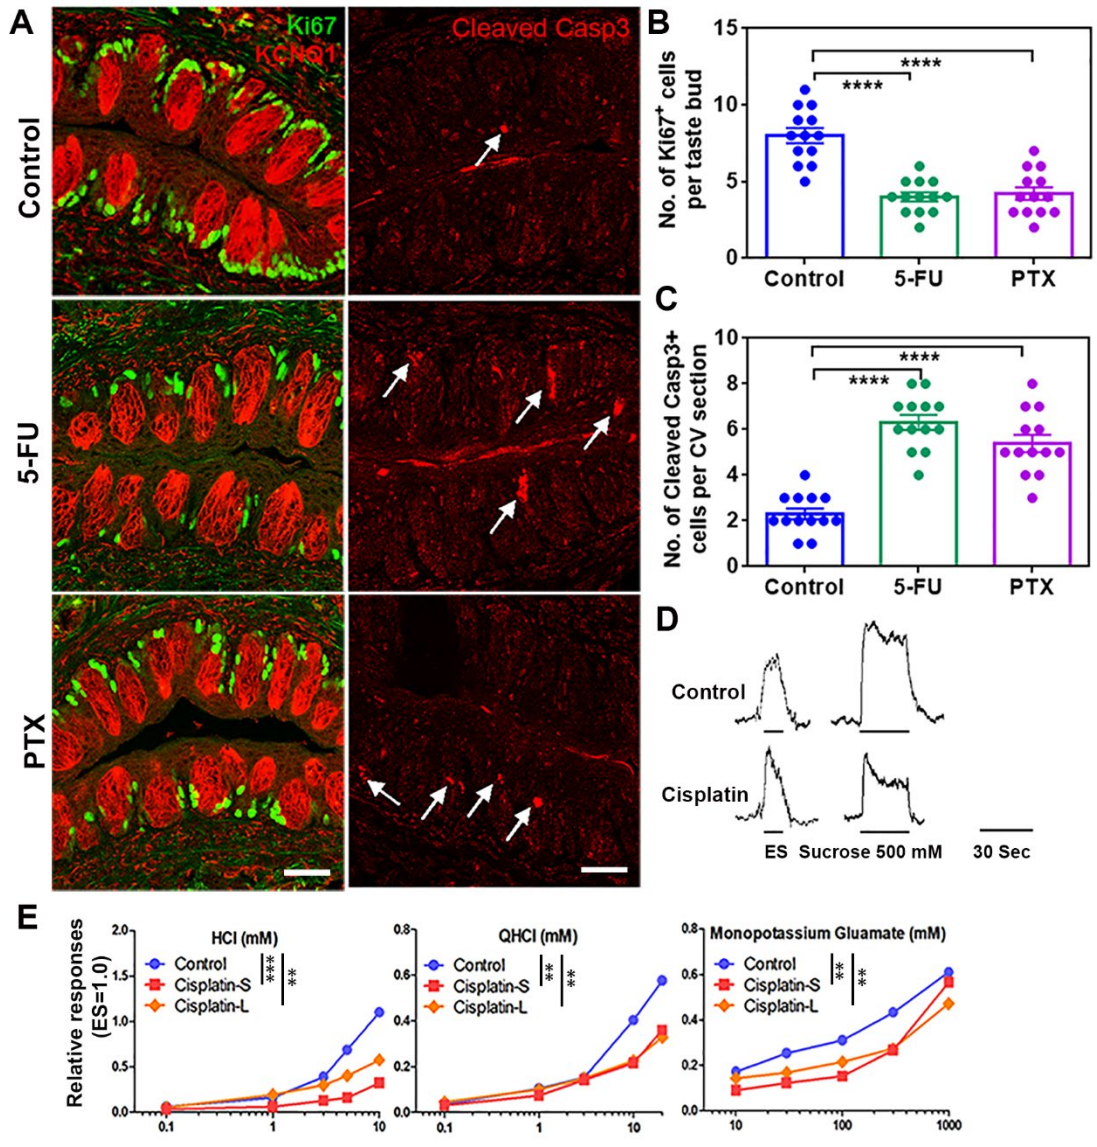 A
Ki67
KCNQ1
Cleaved Casp3
Control
5-FU
PTX
B
No. of Ki67+ cells
per taste bud
15
10
5
0
****
****
Control 5-FU PTX
C
No. of Cleaved Casp3+
cells per CV section
10
8
6
4
2
0
****
****
Control 5-FU PTX
D
Control
Cisplatin
ES Sucrose 500 mM 30 Sec
E
Relative responses
(ES=1.0)
HCl (mM)
Control
Cisplatin-S
Cisplatin-L
***
**
2.0
1.5
1.0
0.5
0.0
0.1 1 10
QHCl (mM)
Control
Cisplatin-S
Cisplatin-L
**
**
0.8
0.6
0.4
0.2
0.0
0.1 1 10
Monopotassium Gluamate (mM)
Control
Cisplatin-S
Cisplatin-L
**
**
0.8
0.6
0.4
0.2
0.0
10 100 1000